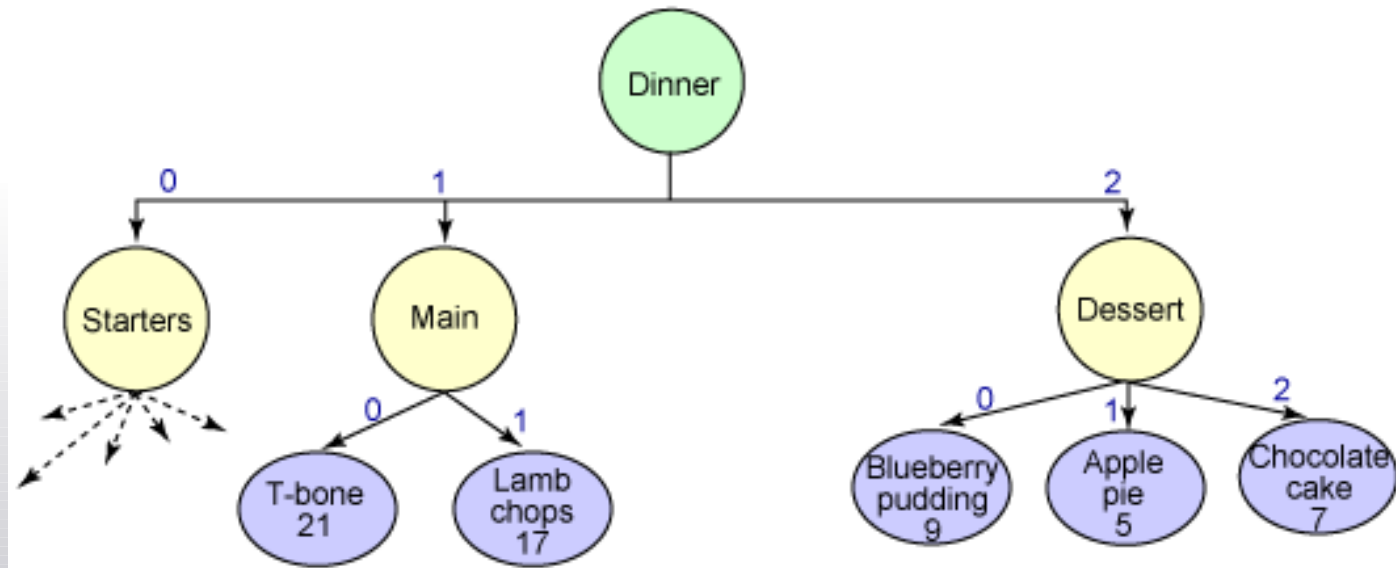 Dinner
0
1
2
Starters
Main
Dessert
0
1
0
1
2
T-bone
21
Lamb
chops
17
Blueberry
pudding
9
Apple
pie
5
Chocolate
cake
7